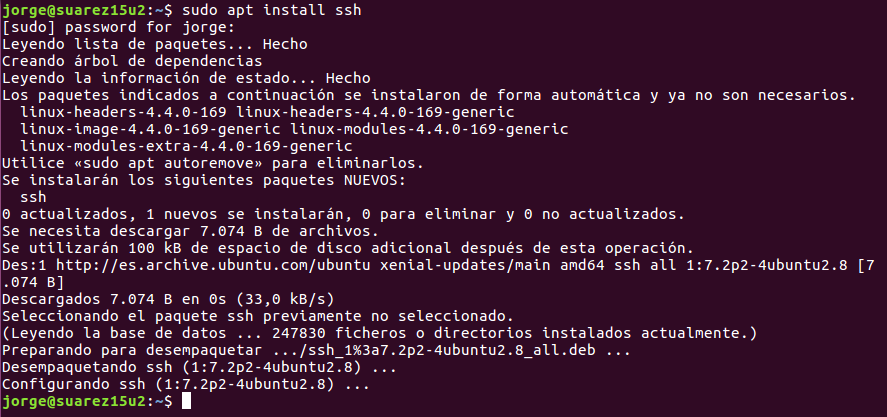 jorge@suarez15u2:~$ sudo apt install ssh
[sudo] password for jorge:
Leyendo lista de paquetes... Hecho
Creando árbol de dependencias
Leyendo la información de estado... Hecho
Los paquetes indicados a continuación se instalaron de forma automática y ya no son necesarios.
  linux-headers-4.4.0-169 linux-headers-4.4.0-169-generic
  linux-image-4.4.0-169-generic linux-modules-4.4.0-169-generic
  linux-modules-extra-4.4.0-169-generic
Utilice «sudo apt autoremove» para eliminarlos.
Se instalarán los siguientes paquetes NUEVOS:
  ssh
0 actualizados, 1 nuevos se instalarán, 0 para eliminar y 0 no actualizados.
Se necesita descargar 7.074 B de archivos.
Se utilizarán 100 kB de espacio de disco adicional después de esta operación.
Des:1 http://es.archive.ubuntu.com/ubuntu xenial-updates/main amd64 ssh all 1:7.2p2-4ubuntu2.8 [7
.074 B]
Descargados 7.074 B en 0s (33,0 kB/s)
Seleccionando el paquete ssh previamente no seleccionado.
(Leyendo la base de datos ... 247830 ficheros o directorios instalados actualmente.)
Preparando para desempaquetar .../ssh_1%3a7.2p2-4ubuntu2.8_all.deb ...
Desempaquetando ssh (1:7.2p2-4ubuntu2.8) ...
Configurando ssh (1:7.2p2-4ubuntu2.8) ...
jorge@suarez15u2:~$